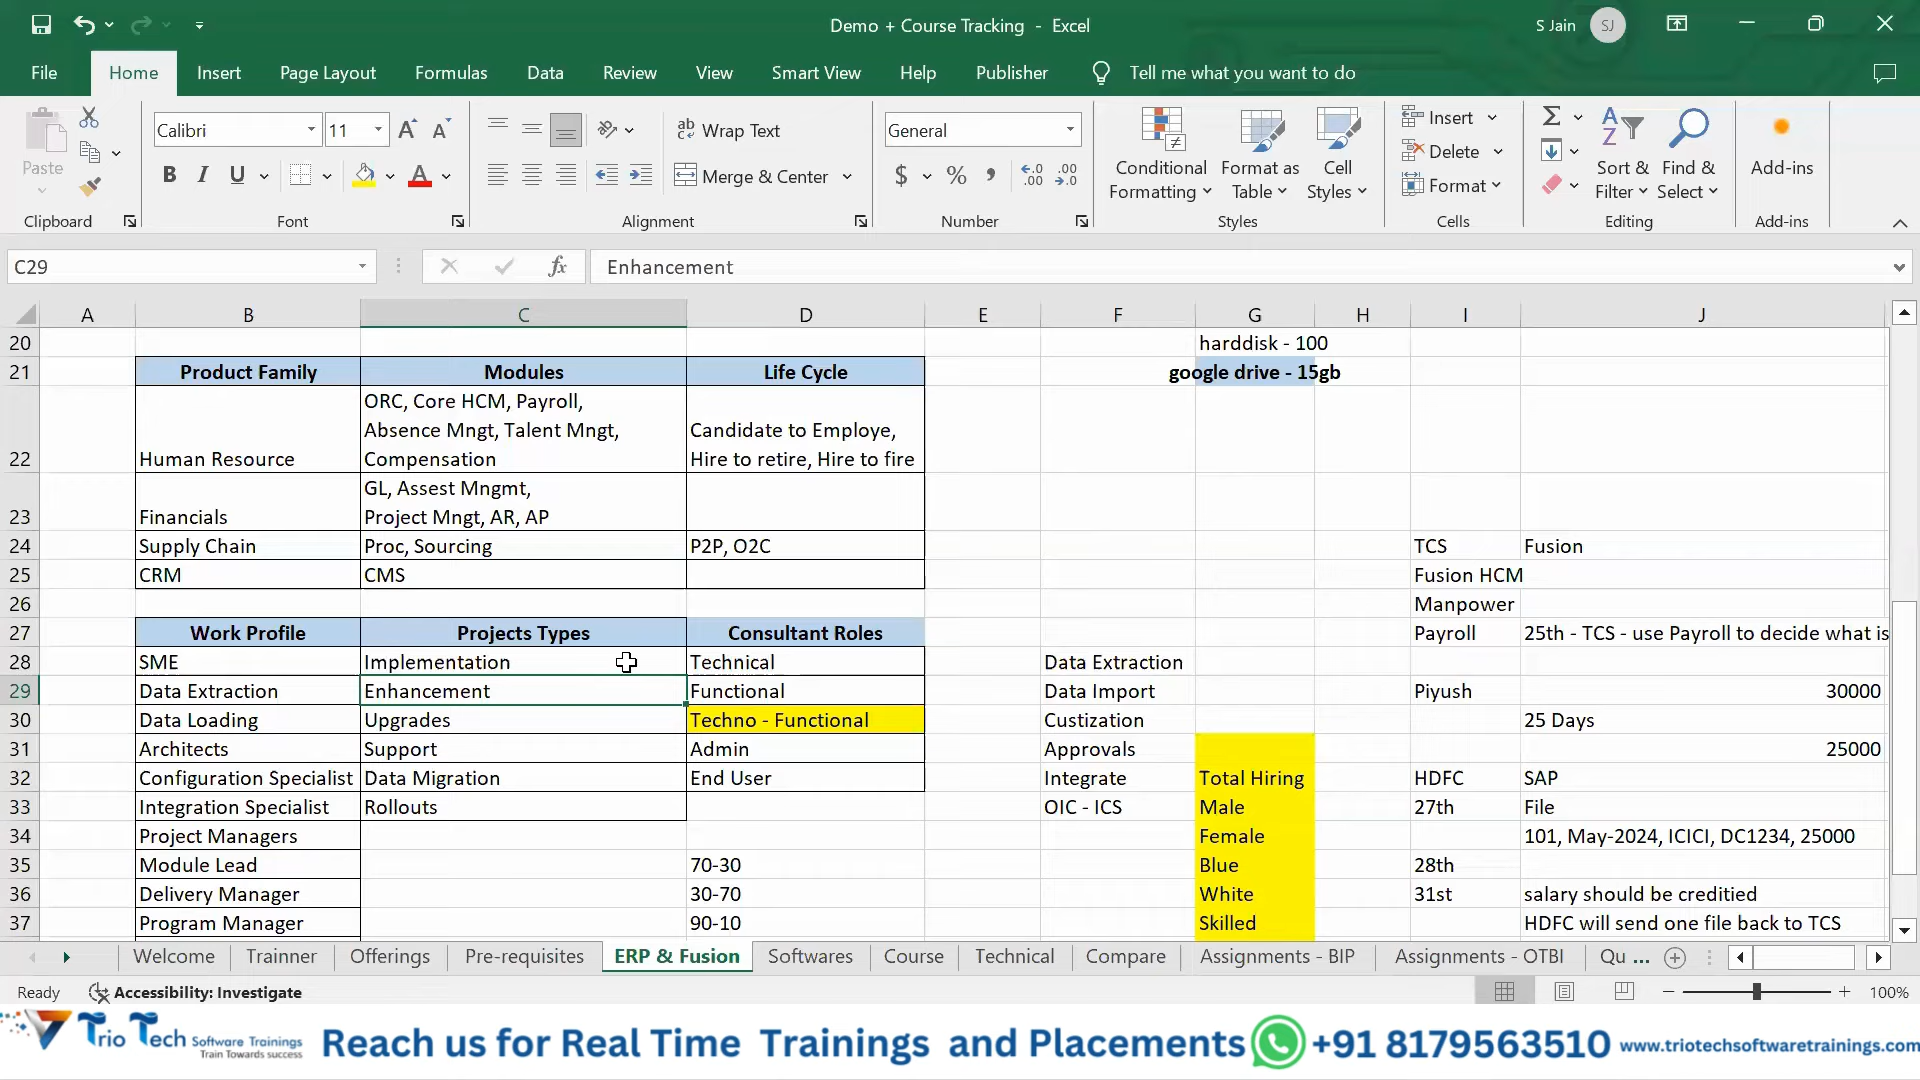 Demo + Course Tracking - Excel
S Jain
SJ
File
Home
Insert
Page Layout
Formulas
Data
Review
View
Smart View
Help
Publisher
Tell me what you want to do
Paste
Clipboard
Calibri
11
B I U
Font
Wrap Text
Merge & Center
Alignment
General
$ % ,
Number
Conditional Formatting
Format as Table
Cell Styles
Styles
Insert
Delete
Format
Cells
Sort & Filter
Find & Select
Editing
Add-ins
Add-ins
C29
fx
Enhancement
A B C D E F G H I J
20 harddisk - 100
21 Product Family Modules Life Cycle google drive - 15gb
ORC, Core HCM, Payroll,
Absence Mngt, Talent Mngt, Candidate to Employe,
22 Human Resource Compensation Hire to retire, Hire to fire
GL, Assest Mngmt,
23 Financials Project Mngt, AR, AP
24 Supply Chain Proc, Sourcing P2P, O2C TCS Fusion
25 CRM CMS Fusion HCM
26 Manpower
27 Work Profile Projects Types Consultant Roles Payroll 25th - TCS - use Payroll to decide what is
28 SME Implementation Technical Data Extraction
29 Data Extraction Enhancement Functional Data Import Piyush 30000
30 Data Loading Upgrades Techno - Functional Custization 25 Days
31 Architects Support Admin Approvals 25000
32 Configuration Specialist Data Migration End User Integrate Total Hiring HDFC SAP
33 Integration Specialist Rollouts OIC - ICS Male 27th File
34 Project Managers Female 101, May-2024, ICICI, DC1234, 25000
35 Module Lead 70-30 Blue 28th
36 Delivery Manager 30-70 White 31st salary should be creditied
37 Program Manager 90-10 Skilled HDFC will send one file back to TCS
Welcome Trainner Offerings Pre-requisites ERP & Fusion Softwares Course Technical Compare Assignments - BIP Assignments - OTBI Qu ...
Ready Accessibility: Investigate 100%
Trio Tech Software Trainings
Train Towards success
Reach us for Real Time Trainings and Placements +91 8179563510 www.triotechsoftwaretrainings.com